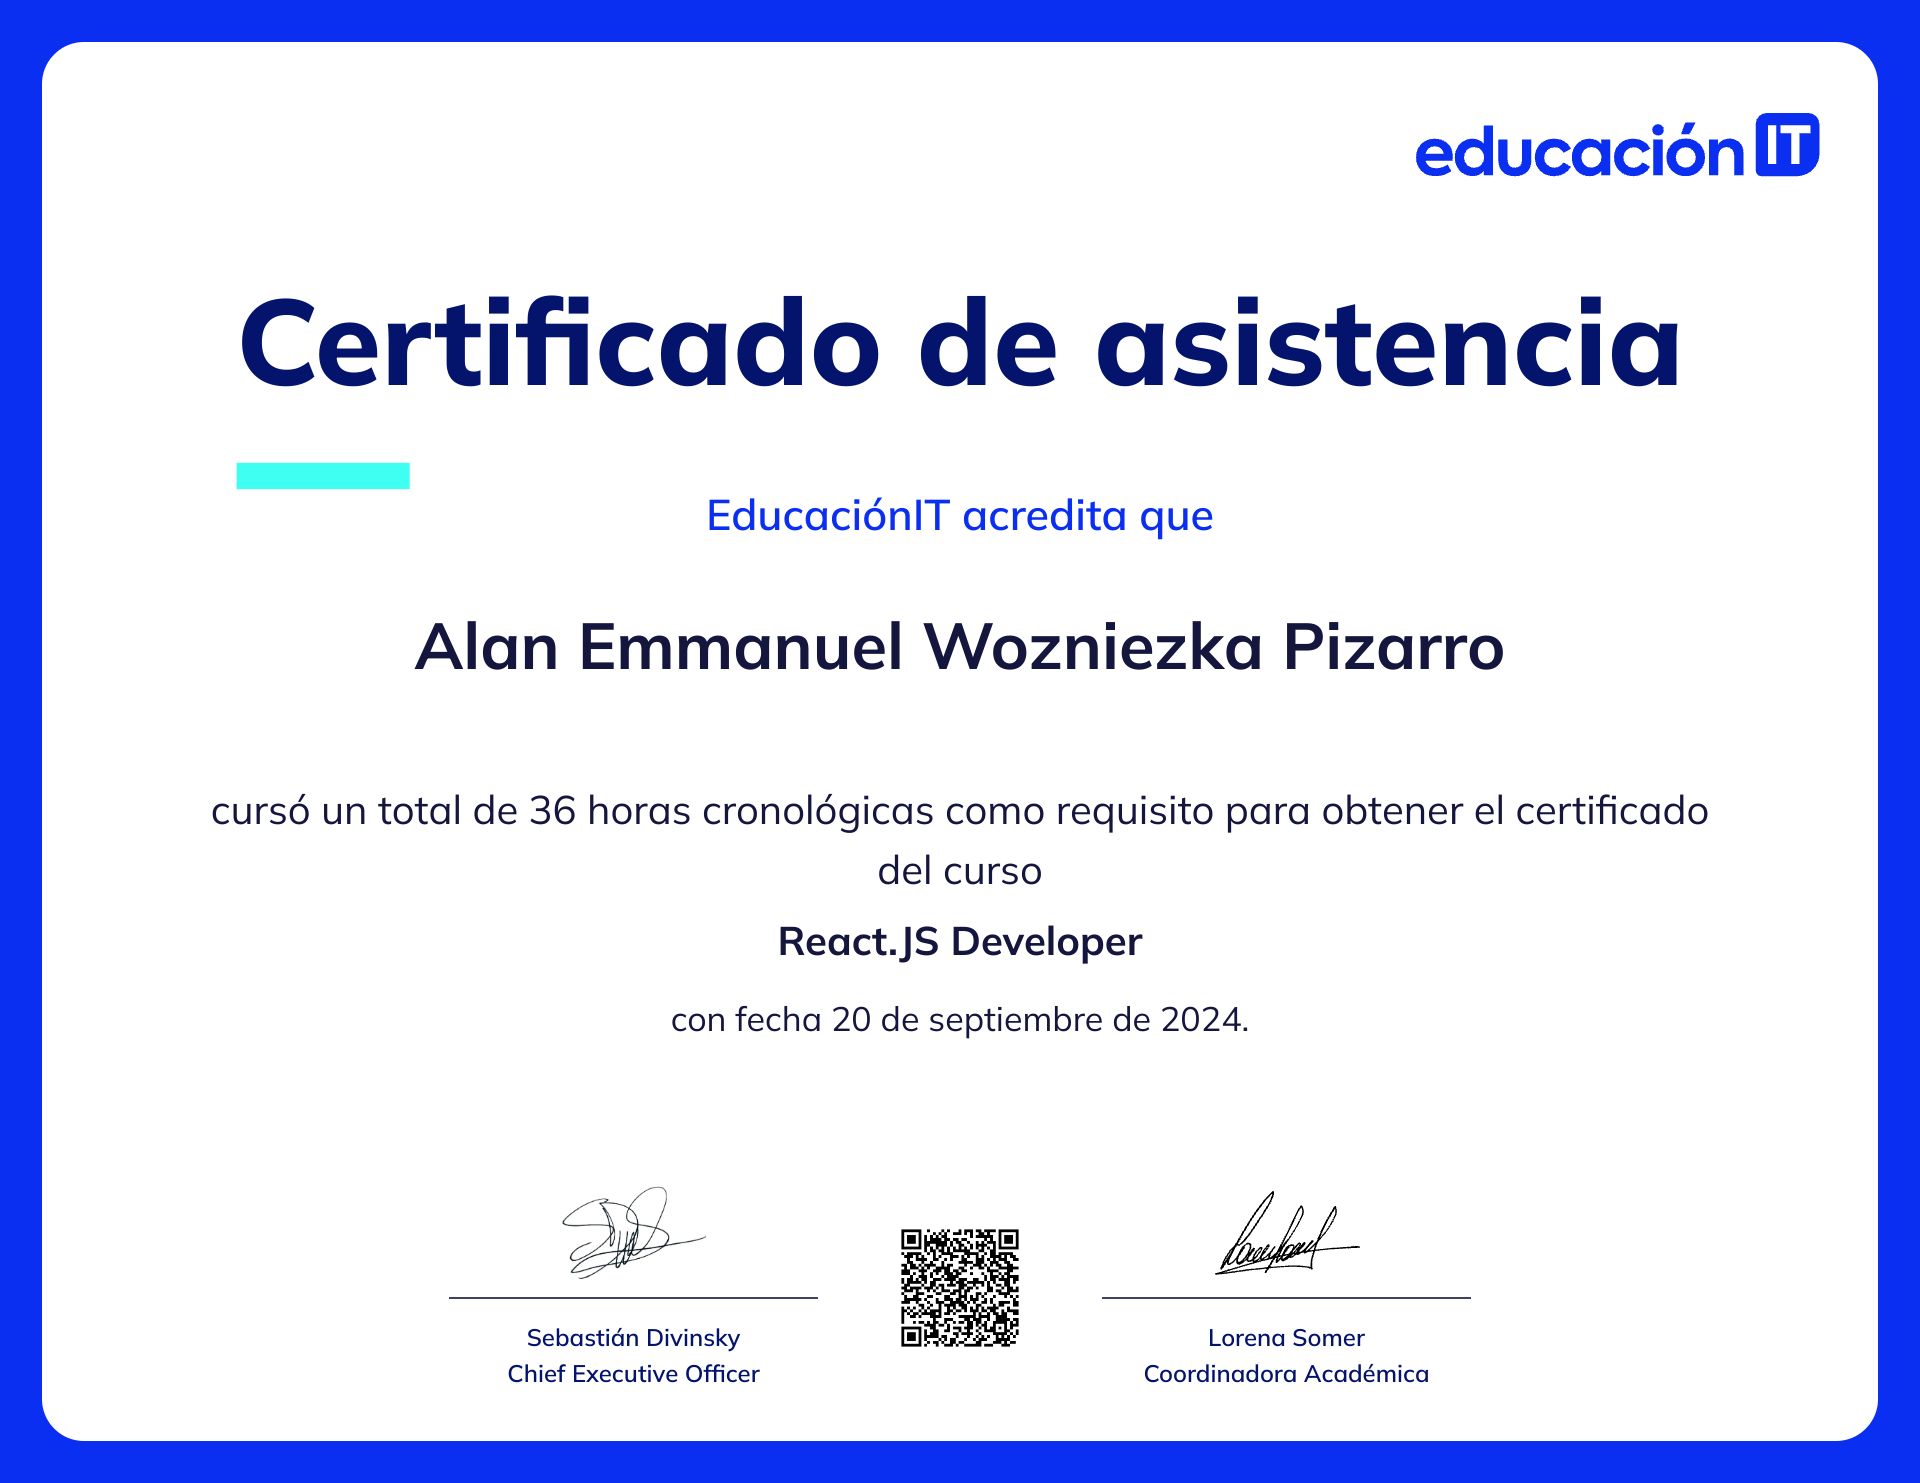 educación IT
Certificado de asistencia
EducaciónIT acredita que
Alan Emmanuel Wozniezka Pizarro
cursó un total de 36 horas cronológicas como requisito para obtener el certificado
del curso
React.JS Developer
con fecha 20 de septiembre de 2024.
Sebastián Divinsky
Chief Executive Officer
Lorena Somer
Coordinadora Académica